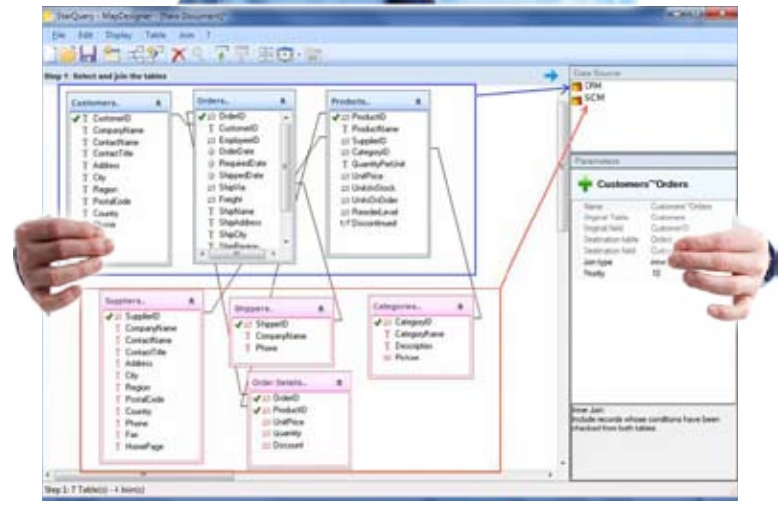 StarQuery - MapDesigner - [New Document]
File Edit Display Table Join ?
Step 1: Select and join the tables
Customers..
CustomerID
CompanyName
ContactName
ContactTitle
Address
City
Region
PostalCode
Country
Phone
Orders..
OrderID
CustomerID
EmployeeID
OrderDate
RequiredDate
ShippedDate
ShipVia
Freight
ShipName
ShipAddress
ShipCity
ShipRegion
Products..
ProductID
ProductName
SupplierID
CategoryID
QuantityPerUnit
UnitPrice
UnitsInStock
UnitsOnOrder
ReorderLevel
Discontinued
Suppliers..
SupplierID
CompanyName
ContactName
ContactTitle
Address
City
Region
PostalCode
Country
Phone
Fax
HomePage
Shippers..
ShipperID
CompanyName
Phone
Order Details..
OrderID
ProductID
UnitPrice
Quantity
Discount
Categories..
CategoryID
CategoryName
Description
Picture
Data Source
CRM
SCM
Parameters
Customers^Orders
Name Customers^Orders
Original Table Customers
Original field CustomerID
Destination table Orders
Destination field
Join type
Priority 10
Inner Join:
Include records whose conditions have been
checked from both tables
Step 1: 7 Table(s) - 4 Join(s)